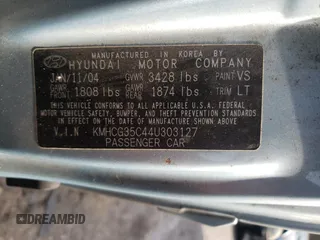 MANUFACTURED IN KOREA BY
HYUNDAI MOTOR COMPANY
JAN/11/04 GVWR 3428 lbs PAINT VS
GAWR FRONT 1808 lbs GAWR REAR 1874 lbs TRIM LT
THIS VEHICLE CONFORMS TO ALL APPLICABLE U.S.A. FEDERAL
MOTOR VEHICLE SAFETY, BUMPER, AND THEFT PREVENTION STANDARDS
IN EFFECT ON THE DATE OF MANUFACTURE SHOWN ABOVE.
V.I.N. KMHCG35C44U303127
PASSENGER CAR
© DREAMBID